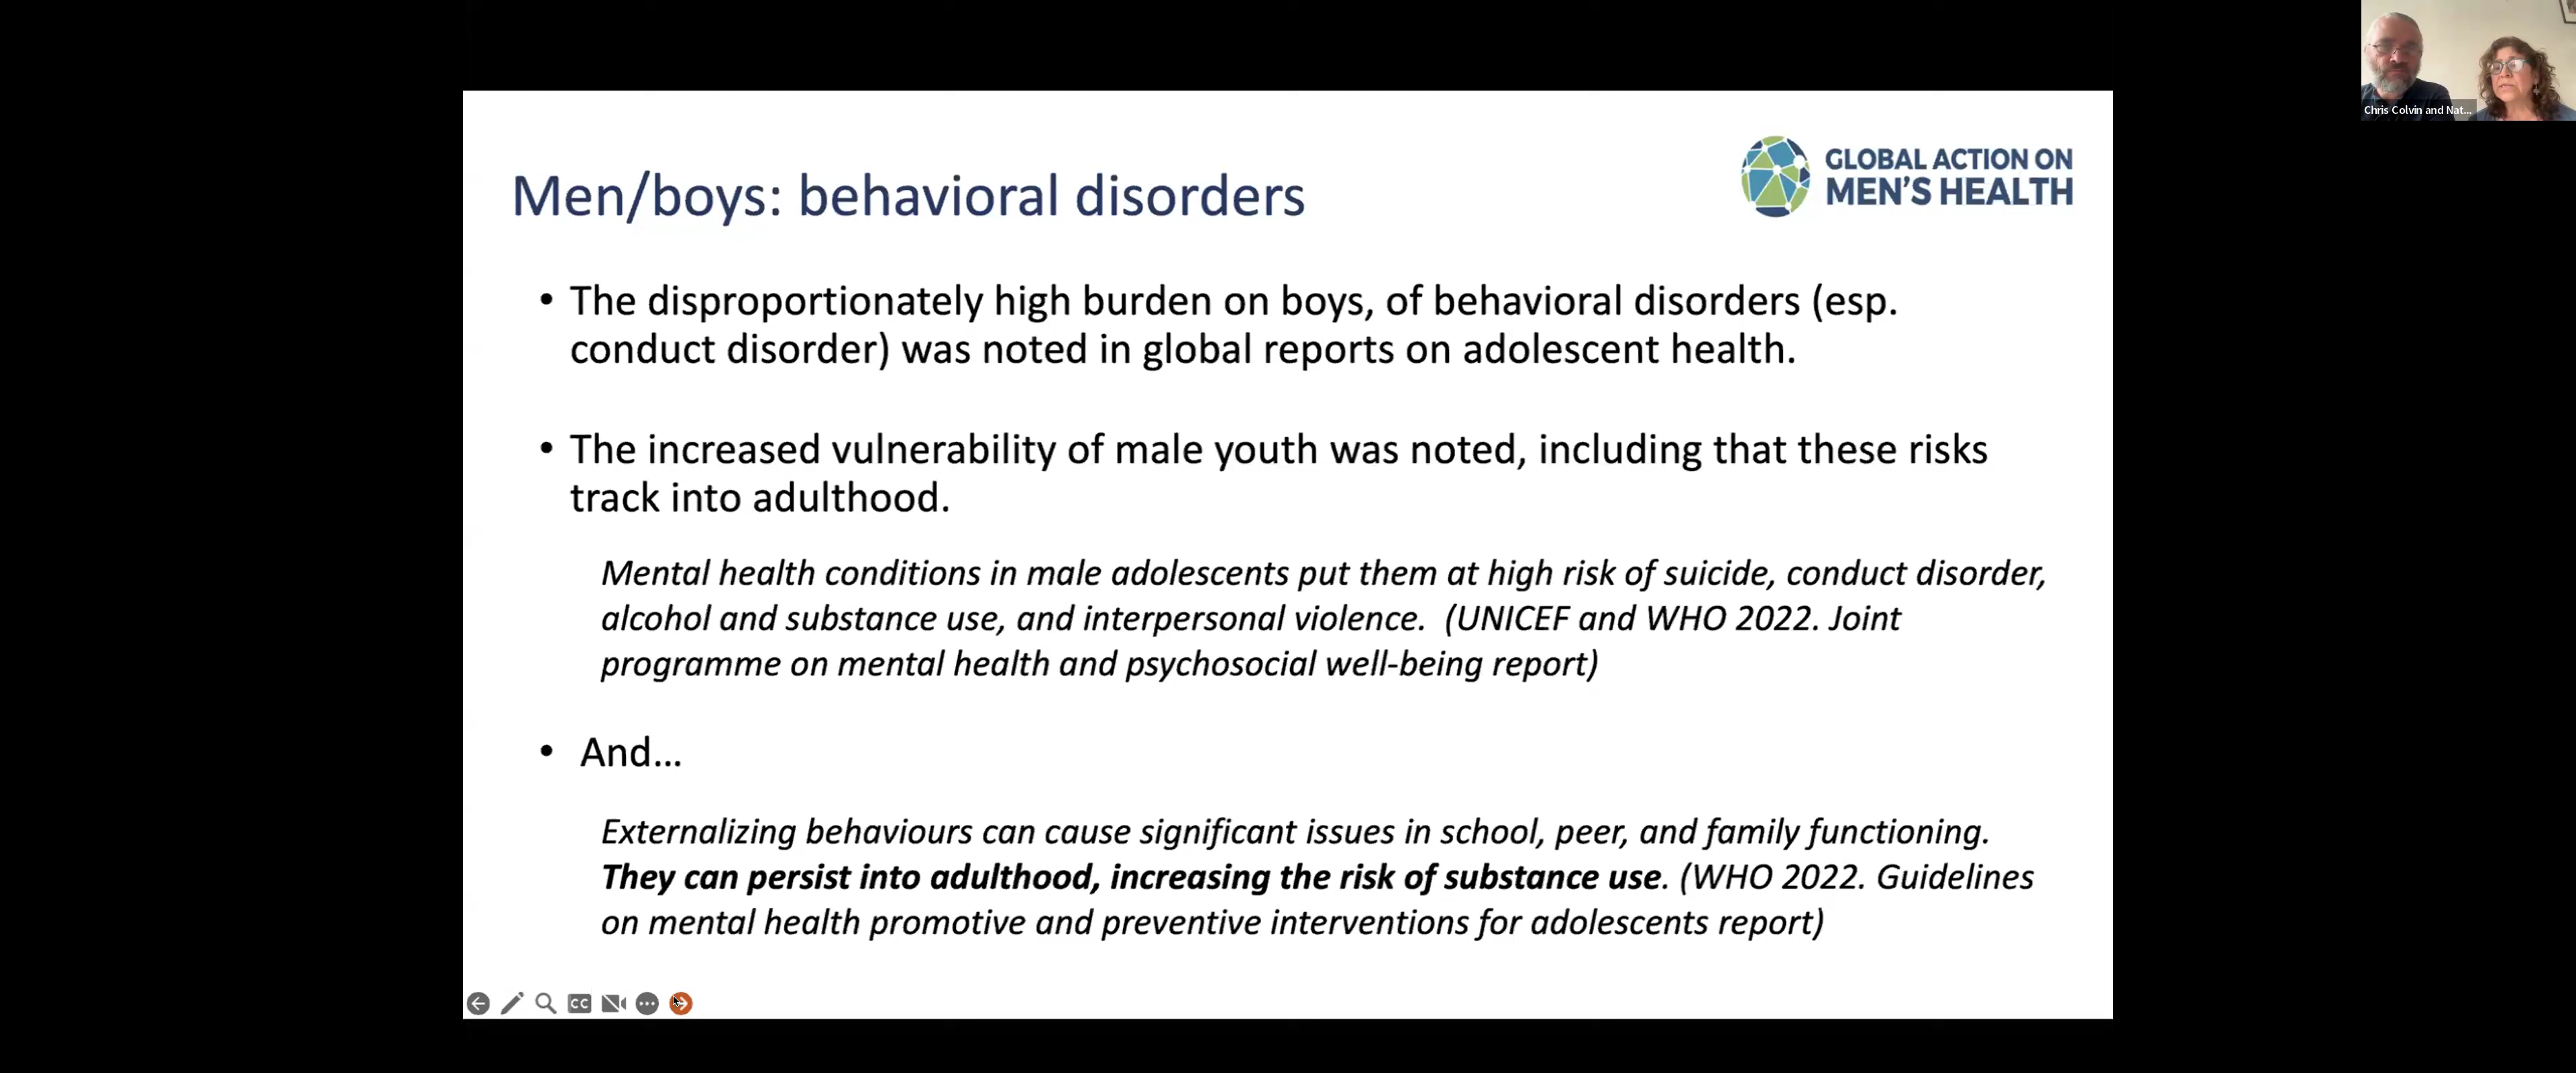 Chris Colvin and Nat...
GLOBAL ACTION ON
MEN'S HEALTH
Men/boys: behavioral disorders
• The disproportionately high burden on boys, of behavioral disorders (esp.
conduct disorder) was noted in global reports on adolescent health.
• The increased vulnerability of male youth was noted, including that these risks
track into adulthood.
Mental health conditions in male adolescents put them at high risk of suicide, conduct disorder,
alcohol and substance use, and interpersonal violence. (UNICEF and WHO 2022. Joint
programme on mental health and psychosocial well-being report)
• And...
Externalizing behaviours can cause significant issues in school, peer, and family functioning.
They can persist into adulthood, increasing the risk of substance use. (WHO 2022. Guidelines
on mental health promotive and preventive interventions for adolescents report)
CC